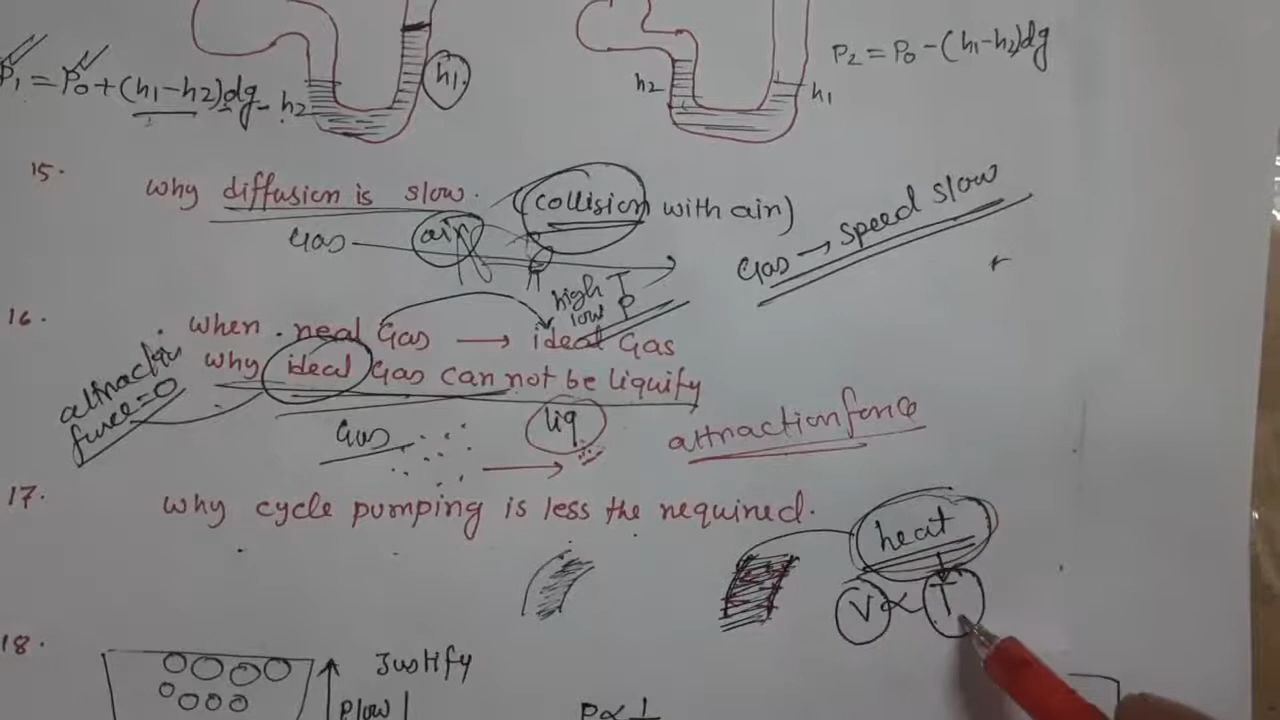 P1 = P0 + (h1-h2)dg
h2
h1
h2
h1
P2 = P0 - (h1-h2)dg
15.
why diffusion is slow. (collision with air)
Gas
air
Gas → speed slow
16.
high T
low P
when real Gas → ideal Gas
why ideal Gas can not be liquify
attraction
force=0
Gas
liq
attraction force
17.
why cycle pumping is less the required.
heat
V ∝ T
18.
Justify
Plow
P ∝ 1